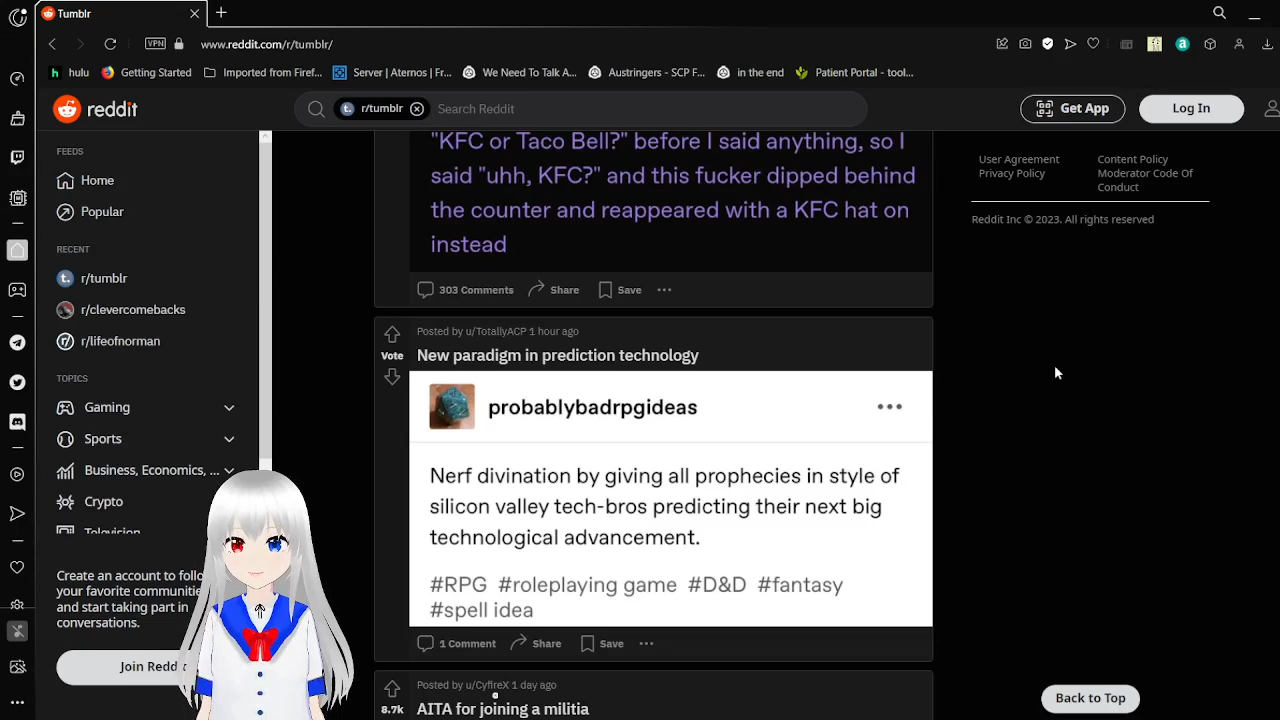 Tumblr
VPN
www.reddit.com/r/tumblr/
hulu
Getting Started
Imported from Firef...
Server | Aternos | Fr...
We Need To Talk A...
Austringers - SCP F...
in the end
Patient Portal - tool...
reddit
r/tumblr
Search Reddit
Get App
Log In
FEEDS
Home
Popular
RECENT
r/tumblr
r/clevercomebacks
r/lifeofnorman
TOPICS
Gaming
Sports
Business, Economics, ...
Crypto
Television
Create an account to follo
your favorite communitie
and start taking part in
conversations.
Join Reddi
"KFC or Taco Bell?" before I said anything, so I
said "uhh, KFC?" and this fucker dipped behind
the counter and reappeared with a KFC hat on
instead
303 Comments
Share
Save
Posted by u/TotallyACP 1 hour ago
Vote
New paradigm in prediction technology
probablybadrpgideas
Nerf divination by giving all prophecies in style of
silicon valley tech-bros predicting their next big
technological advancement.
#RPG #roleplaying game #D&D #fantasy
#spell idea
1 Comment
Share
Save
Posted by u/CyfireX 1 day ago
8.7k
AITA for joining a militia
User Agreement
Privacy Policy
Content Policy
Moderator Code Of
Conduct
Reddit Inc © 2023. All rights reserved
Back to Top